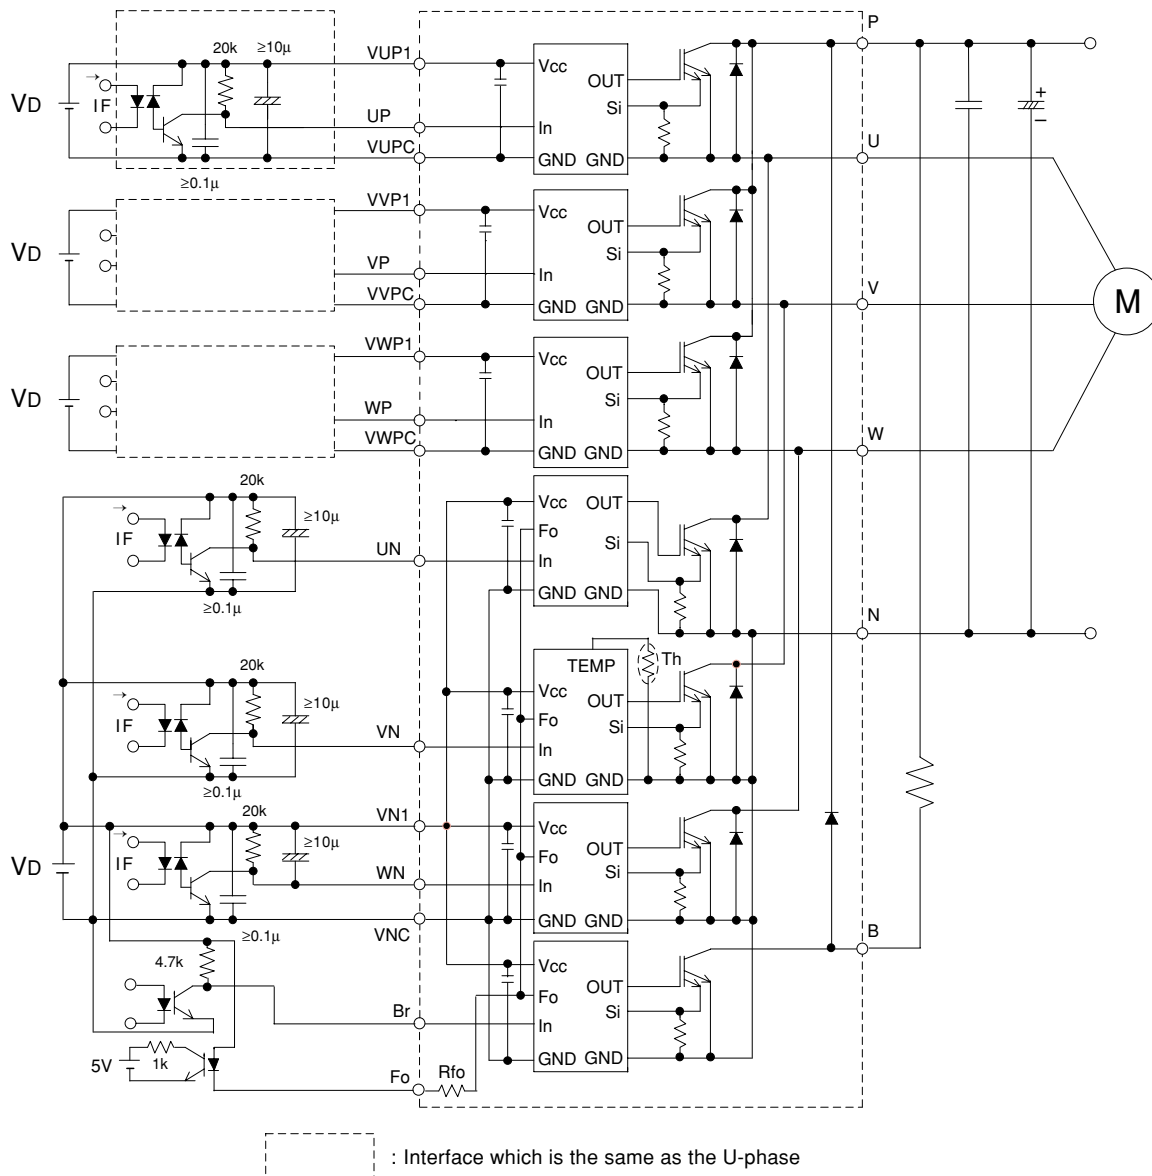 P
20k
≥10μ
VUP1
Vcc
OUT
Si
VD
IF
+
–
UP
In
VUPC
GND
GND
U
≥0.1μ
VVP1
Vcc
OUT
Si
VD
VP
In
VVPC
GND
GND
V
M
VWP1
Vcc
OUT
Si
VD
WP
In
VWPC
GND
GND
W
20k
≥10μ
IF
Vcc
OUT
Fo
Si
UN
In
≥0.1μ
GND
GND
N
20k
≥10μ
IF
TEMP
Th
Vcc
OUT
Fo
Si
VN
In
≥0.1μ
GND
GND
20k
≥10μ
VN1
Vcc
IF
VD
OUT
Fo
Si
WN
In
VNC
GND
GND
≥0.1μ
B
4.7k
Vcc
OUT
Fo
Si
Br
In
5V
1k
GND
GND
Fo
Rfo
: Interface which is the same as the U-phase